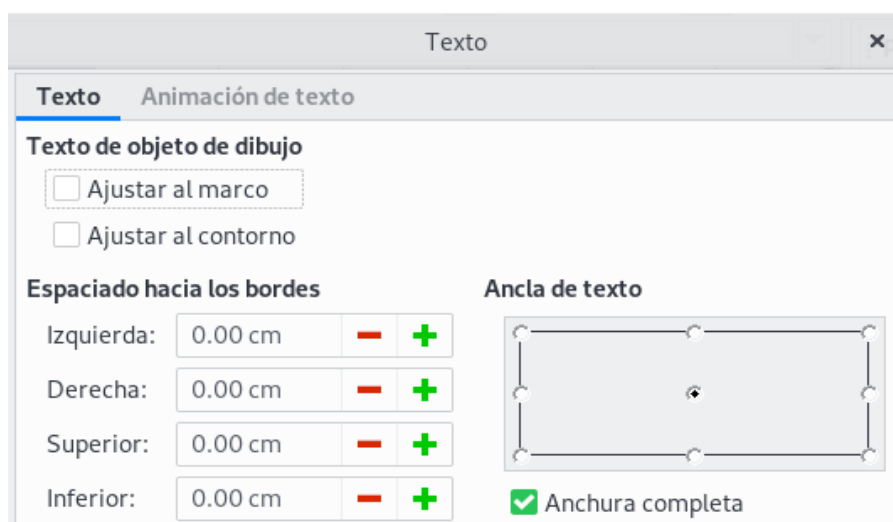 Texto
Texto Animación de texto
Texto de objeto de dibujo
Ajustar al marco
Ajustar al contorno
Espaciado hacia los bordes
Ancla de texto
Izquierda: 0.00 cm
Derecha: 0.00 cm
Superior: 0.00 cm
Inferior: 0.00 cm
Anchura completa